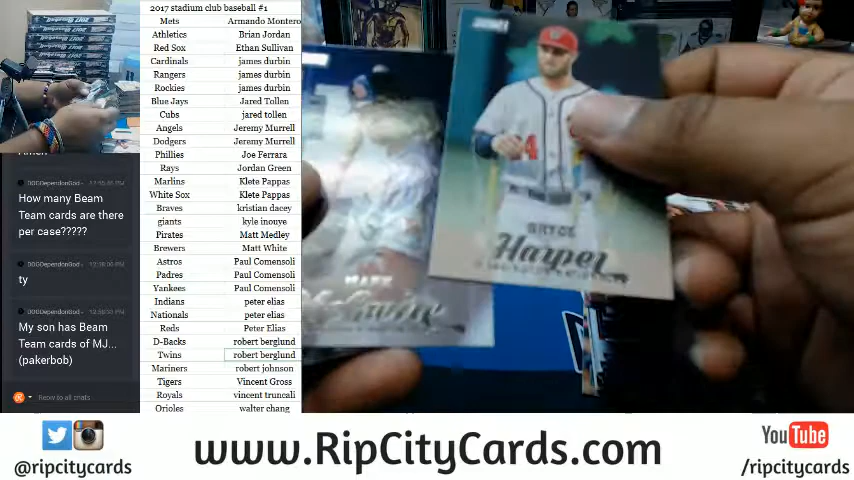 2017 stadium club baseball #1
Mets Armando Montero
Athletics Brian Jordan
Red Sox Ethan Sullivan
Cardinals james durbin
Rangers james durbin
Rockies james durbin
Blue Jays Jared Tollen
Cubs jared tollen
Angels Jeremy Murrell
Dodgers Jeremy Murrell
Phillies Joe Ferrara
Rays Jordan Green
Marlins Klete Pappas
White Sox Klete Pappas
Braves kristian dacey
giants kyle inouye
Pirates Matt Medley
Brewers Matt White
Astros Paul Comensoli
Padres Paul Comensoli
Yankees Paul Comensoli
Indians peter elias
Nationals peter elias
Reds Peter Elias
D-Backs robert berglund
Twins robert berglund
Mariners robert johnson
Tigers Vincent Gross
Royals vincent truncali
Orioles walter chang
How many Beam
Team cards are there
per case?????
ty
My son has Beam
Team cards of MJ...
(pakerbob)
BRYCE
Harper
MARK
McGwire
www.RipCityCards.com
@ripcitycards
You Tube
/ripcitycards